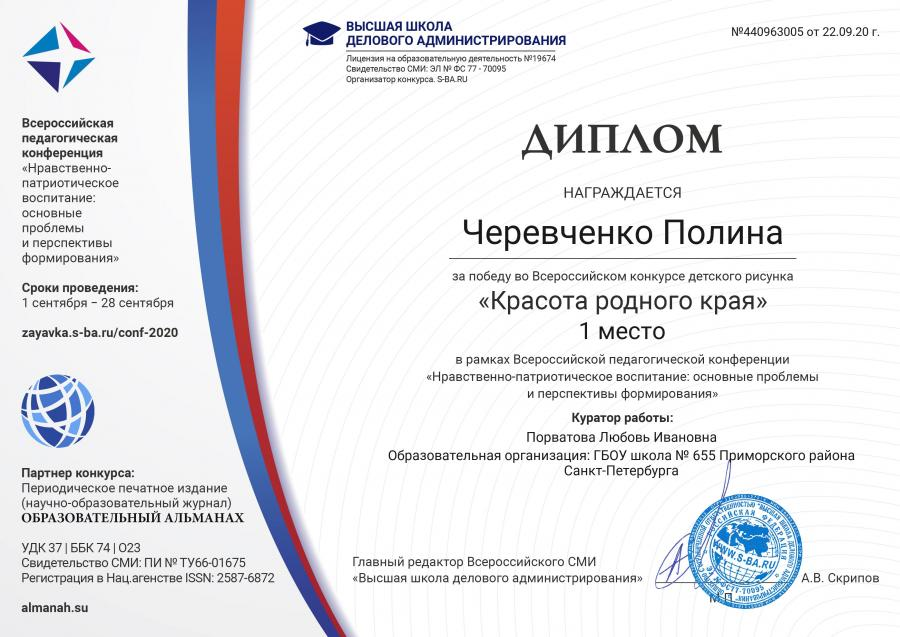 Всероссийская
педагогическая
конференция
«Нравственно-
патриотическое
воспитание:
основные
проблемы
и перспективы
формирования»
Сроки проведения:
1 сентября – 28 сентября
zayavka.s-ba.ru/conf-2020
Партнер конкурса:
Периодическое печатное издание
(научно-образовательный журнал)
ОБРАЗОВАТЕЛЬНЫЙ АЛЬМАНАХ
УДК 37 | ББК 74 | О23
Свидетельство СМИ: ПИ № ТУ66-01675
Регистрация в Нац.агенстве ISSN: 2587-6872
almanah.su
ВЫСШАЯ ШКОЛА
ДЕЛОВОГО АДМИНИСТРИРОВАНИЯ
Лицензия на образовательную деятельность №19674
Свидетельство СМИ: ЭЛ № ФС 77 - 70095
Организатор конкурса. S-BA.RU
№440963005 от 22.09.20 г.
ДИПЛОМ
НАГРАЖДАЕТСЯ
Черевченко Полина
за победу во Всероссийском конкурсе детского рисунка
«Красота родного края»
1 место
в рамках Всероссийской педагогической конференции
«Нравственно-патриотическое воспитание: основные проблемы
и перспективы формирования»
Куратор работы:
Порватова Любовь Ивановна
Образовательная организация: ГБОУ школа № 655 Приморского района
Санкт-Петербурга
Главный редактор Всероссийского СМИ
«Высшая школа делового администрирования»
РОССИЙСКАЯ ФЕДЕРАЦИЯ
WWW.S-BA.RU
А.В. Скрипов